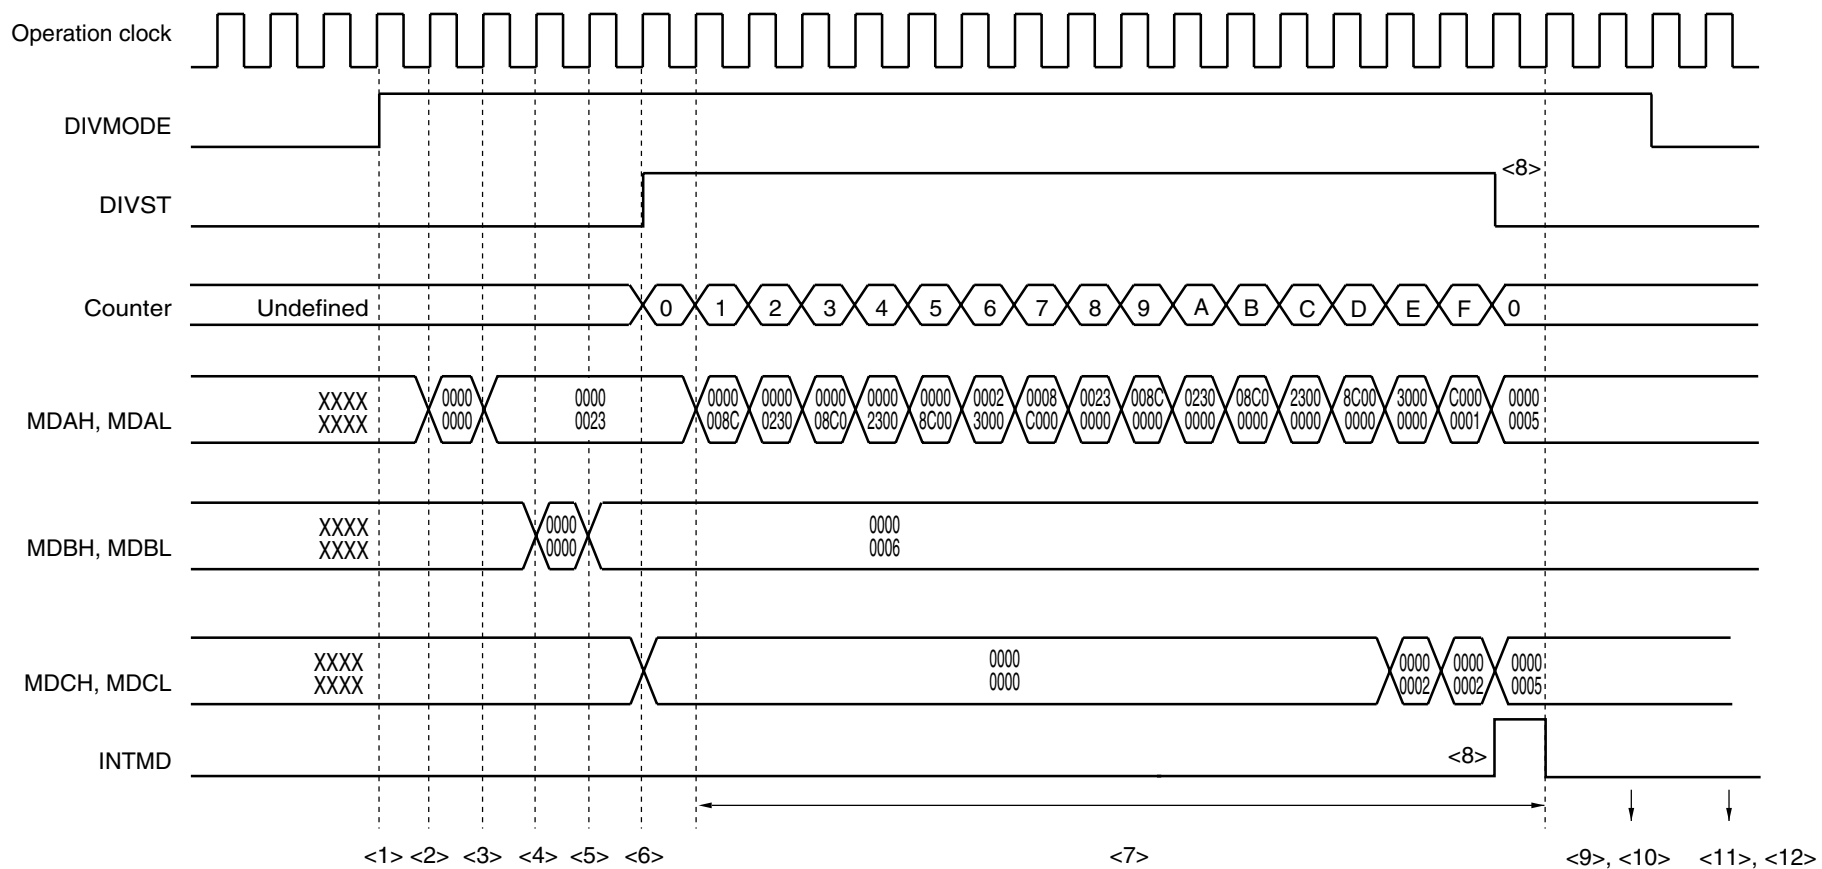 Operation clock
DIVMODE
<8>
DIVST
Counter Undefined 0 1 2 3 4 5 6 7 8 9 A B C D E F 0
MDAH, MDAL
XXXX 0000 0000 0000 0000 0000 0000 0000 0002 0008 0023 008C 0230 08C0 2300 8C00 3000 C000 0000
XXXX 0000 0023 008C 0230 08C0 2300 8C00 3000 C000 0000 0000 0000 0000 0000 0000 0000 0001 0005
MDBH, MDBL
XXXX 0000 0000
XXXX 0000 0006
MDCH, MDCL
XXXX 0000 0000 0000 0000
XXXX 0000 0002 0002 0005
INTMD <8>
<1> <2> <3> <4> <5> <6> <7> <9>, <10> <11>, <12>